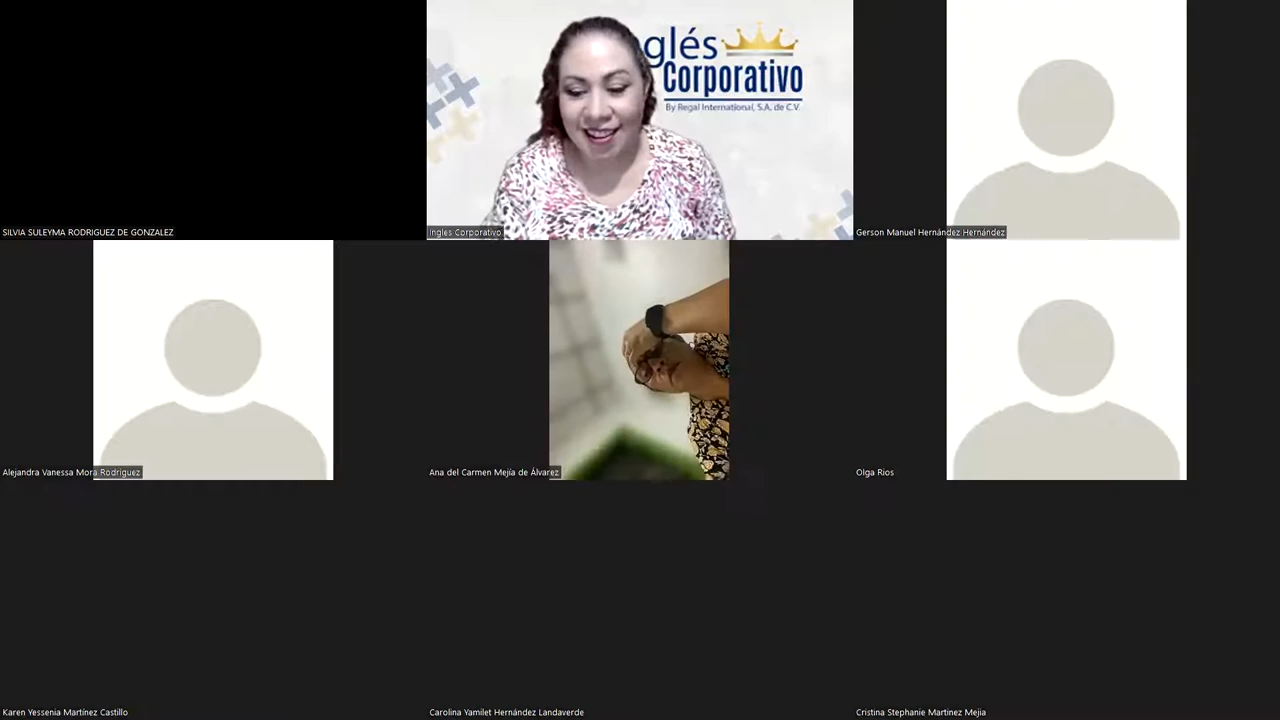 glés
Corporativo
By Regal International, S.A. de C.V.
SILVIA SULEYMA RODRIGUEZ DE GONZALEZ
Ingles Corporativo
Gerson Manuel Hernández Hernández
Alejandra Vanessa Mora Rodriguez
Ana del Carmen Mejía de Álvarez
Olga Rios
Karen Yessenia Martínez Castillo
Carolina Yamilet Hernández Landaverde
Cristina Stephanie Martinez Mejia